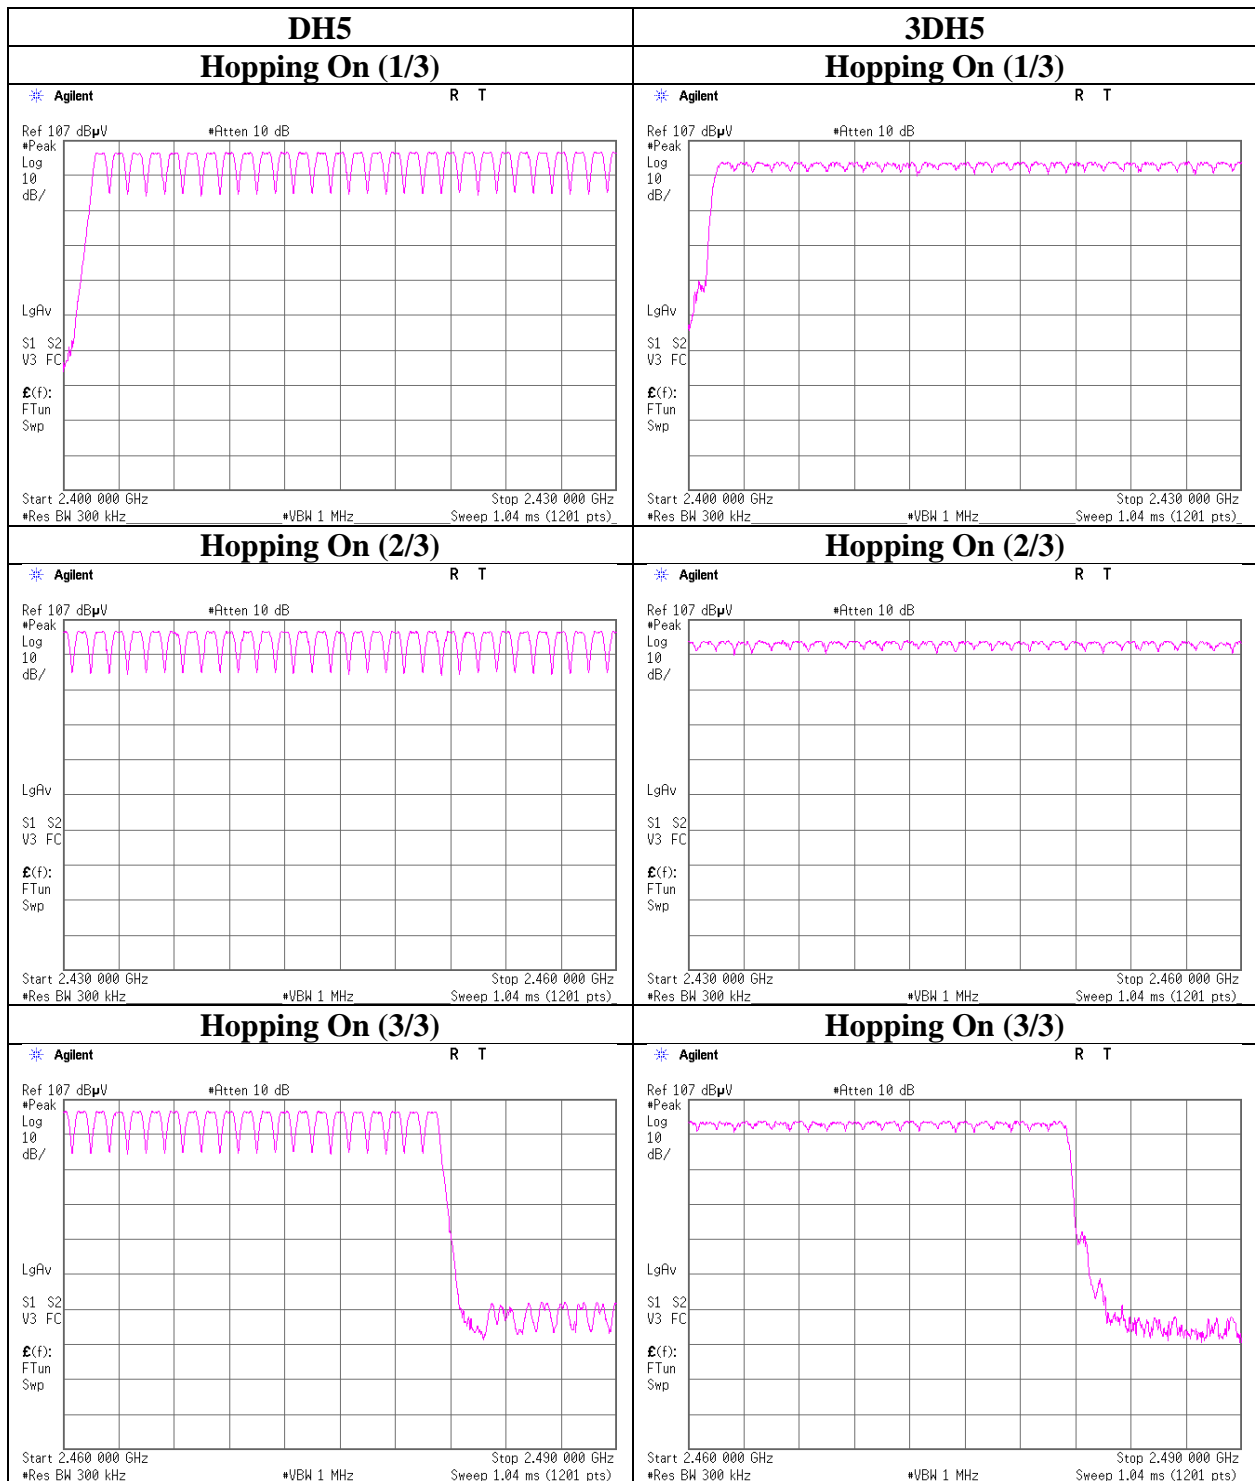 DH5 3DH5
Hopping On (1/3) Hopping On (1/3)
Agilent R T
Ref 107 dBµV #Atten 10 dB
#Peak
Log
10
dB/
LgAv
S1 S2
V3 FC
£(f):
FTun
Swp
Start 2.400 000 GHz Stop 2.430 000 GHz
#Res BW 300 kHz #VBW 1 MHz Sweep 1.04 ms (1201 pts)
Agilent R T
Ref 107 dBµV #Atten 10 dB
#Peak
Log
10
dB/
LgAv
S1 S2
V3 FC
£(f):
FTun
Swp
Start 2.400 000 GHz Stop 2.430 000 GHz
#Res BW 300 kHz #VBW 1 MHz Sweep 1.04 ms (1201 pts)
Hopping On (2/3) Hopping On (2/3)
Agilent R T
Ref 107 dBµV #Atten 10 dB
#Peak
Log
10
dB/
LgAv
S1 S2
V3 FC
£(f):
FTun
Swp
Start 2.430 000 GHz Stop 2.460 000 GHz
#Res BW 300 kHz #VBW 1 MHz Sweep 1.04 ms (1201 pts)
Agilent R T
Ref 107 dBµV #Atten 10 dB
#Peak
Log
10
dB/
LgAv
S1 S2
V3 FC
£(f):
FTun
Swp
Start 2.430 000 GHz Stop 2.460 000 GHz
#Res BW 300 kHz #VBW 1 MHz Sweep 1.04 ms (1201 pts)
Hopping On (3/3) Hopping On (3/3)
Agilent R T
Ref 107 dBµV #Atten 10 dB
#Peak
Log
10
dB/
LgAv
S1 S2
V3 FC
£(f):
FTun
Swp
Start 2.460 000 GHz Stop 2.490 000 GHz
#Res BW 300 kHz #VBW 1 MHz Sweep 1.04 ms (1201 pts)
Agilent R T
Ref 107 dBµV #Atten 10 dB
#Peak
Log
10
dB/
LgAv
S1 S2
V3 FC
£(f):
FTun
Swp
Start 2.460 000 GHz Stop 2.490 000 GHz
#Res BW 300 kHz #VBW 1 MHz Sweep 1.04 ms (1201 pts)